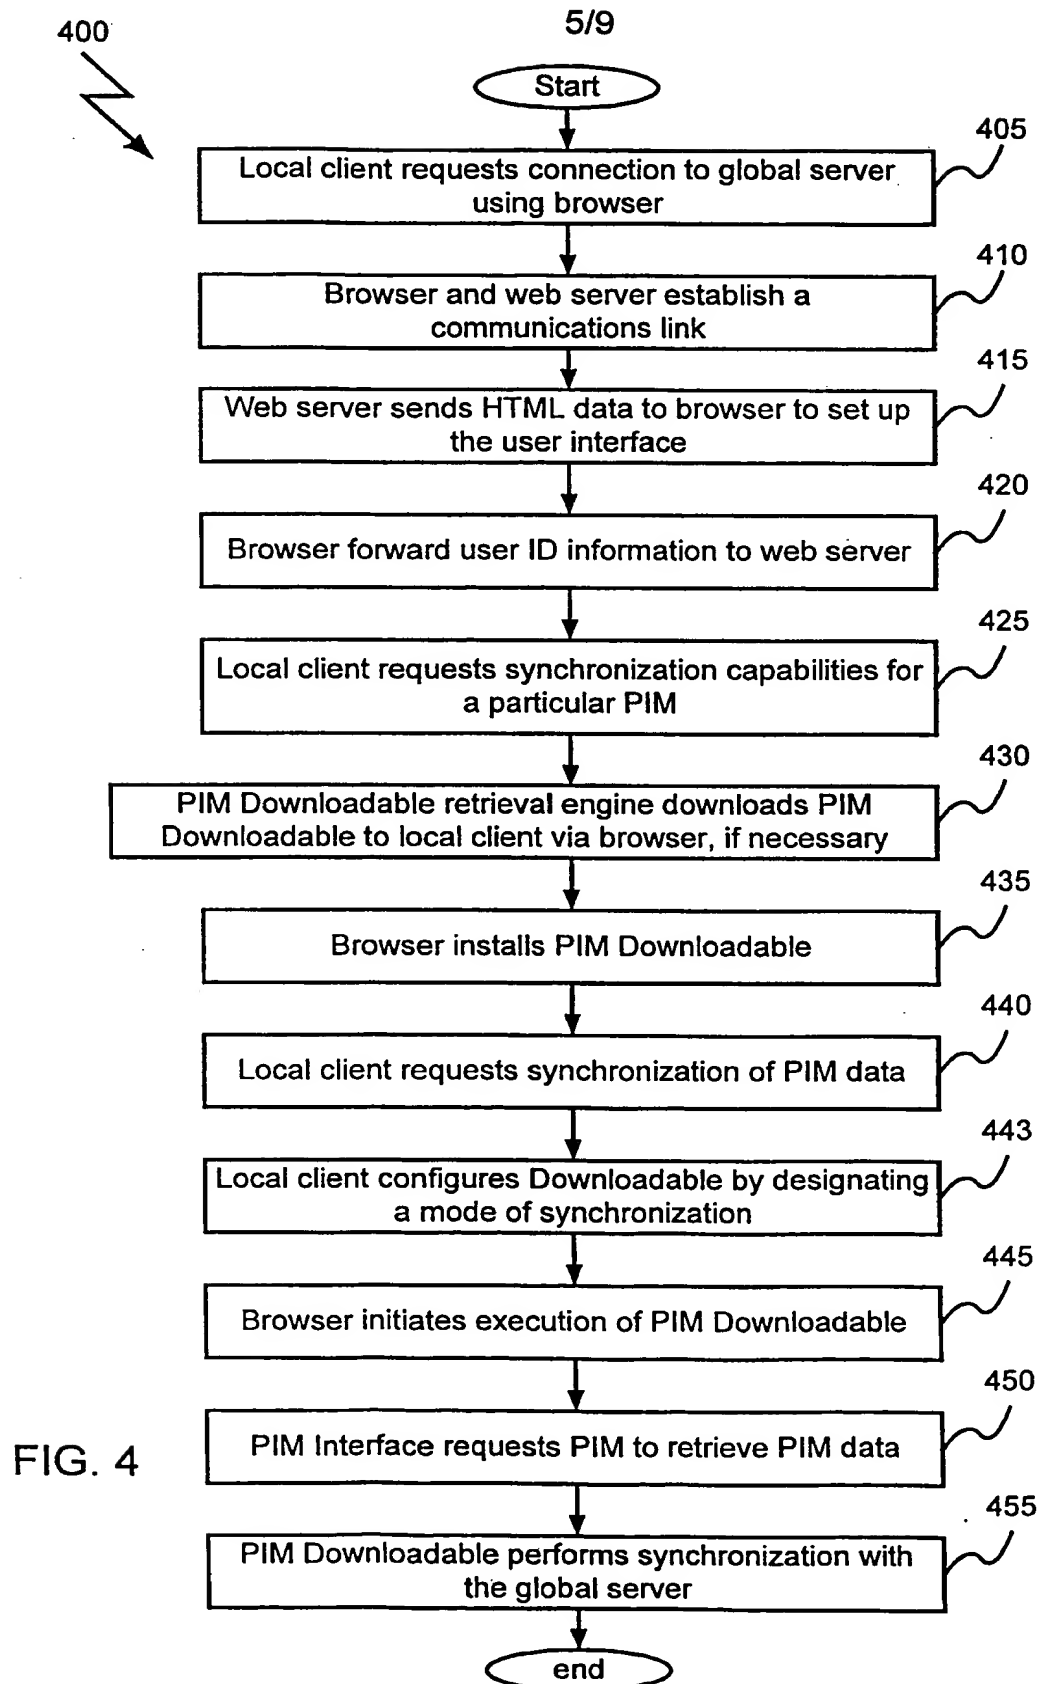 400
5/9
Start
405
Local client requests connection to global server
using browser
410
Browser and web server establish a
communications link
415
Web server sends HTML data to browser to set up
the user interface
420
Browser forward user ID information to web server
425
Local client requests synchronization capabilities for
a particular PIM
430
PIM Downloadable retrieval engine downloads PIM
Downloadable to local client via browser, if necessary
435
Browser installs PIM Downloadable
440
Local client requests synchronization of PIM data
443
Local client configures Downloadable by designating
a mode of synchronization
445
Browser initiates execution of PIM Downloadable
450
PIM Interface requests PIM to retrieve PIM data
FIG. 4
455
PIM Downloadable performs synchronization with
the global server
end